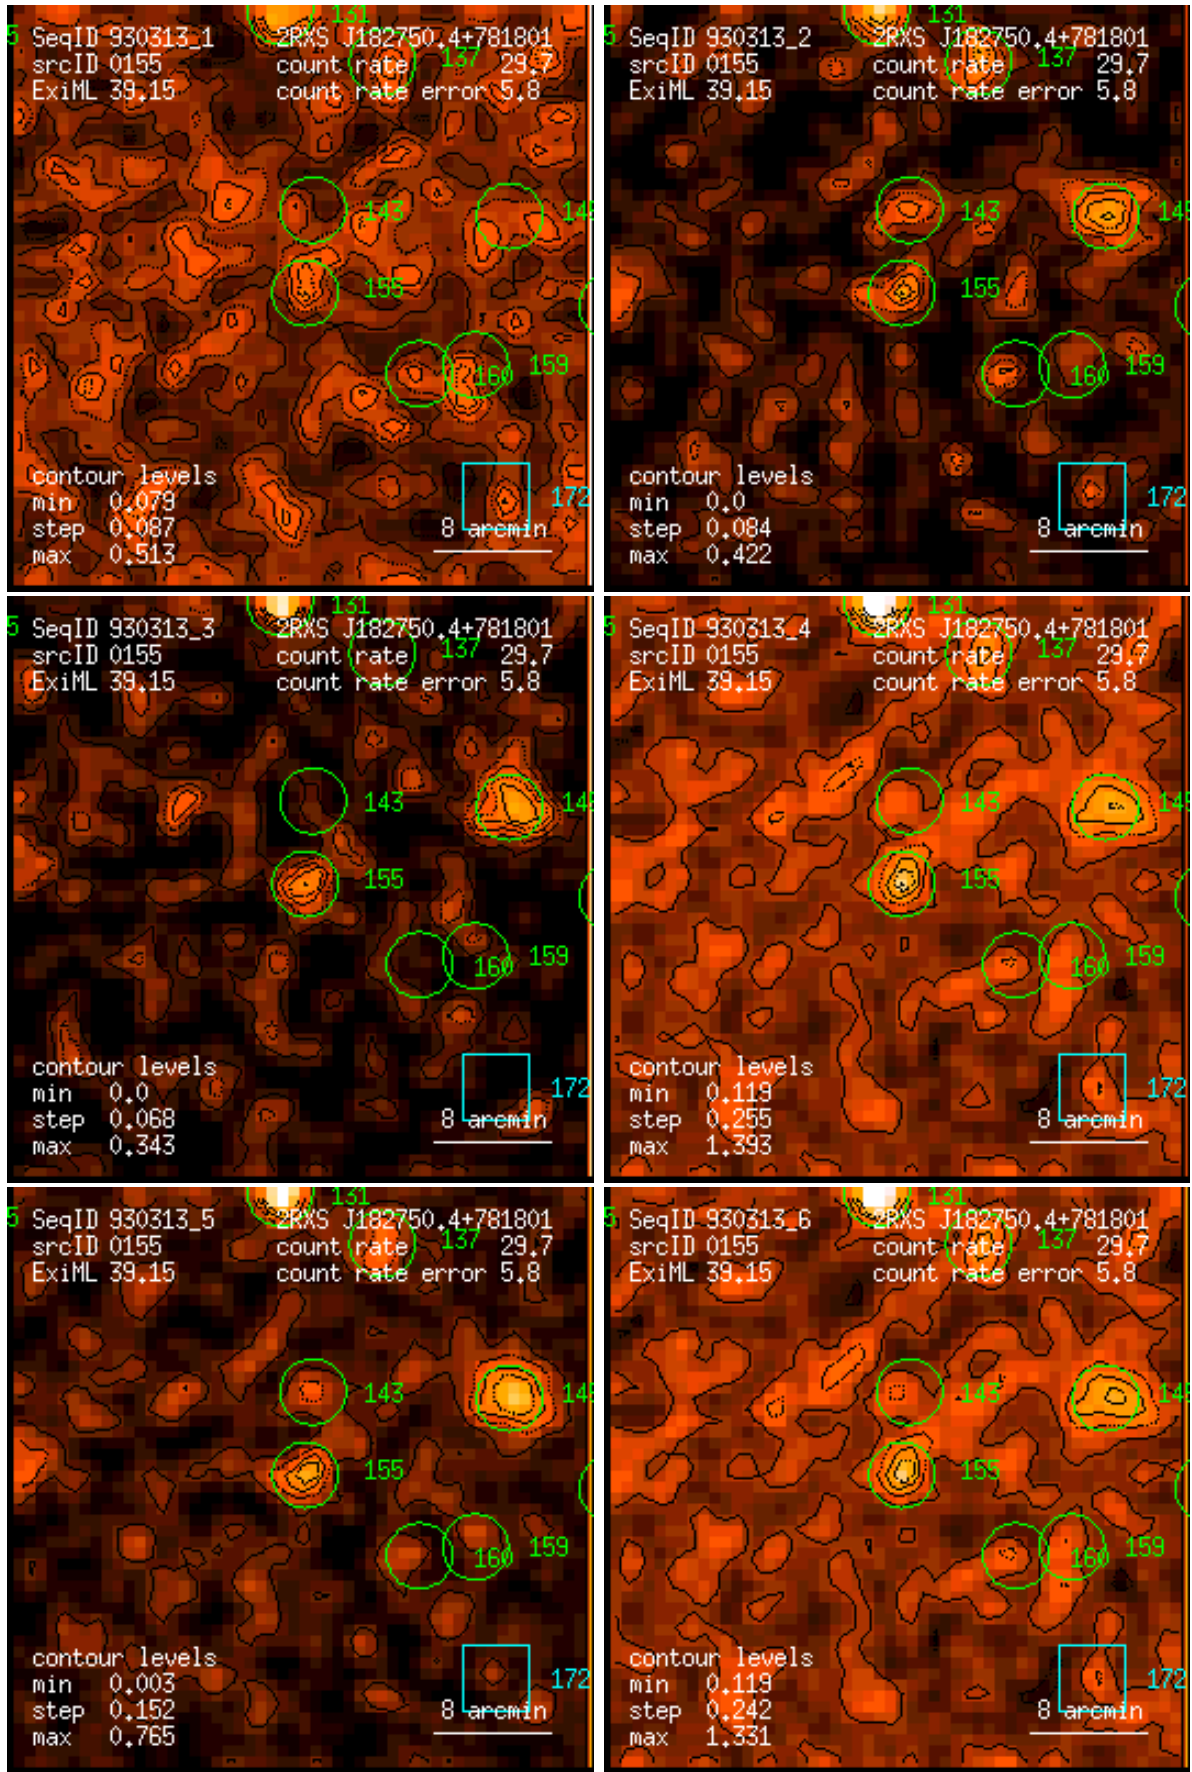 131
5 SeqID 930313_1 2RXS J182750.4+781801
srcID 0155 count rate 137 29.7
ExiML 39.15 count rate error 5.8
143
155
160 159
contour levels
min 0.079 172
step 0.087 8 arcmin
max 0.513
131
5 SeqID 930313_2 2RXS J182750.4+781801
srcID 0155 count rate 137 29.7
ExiML 39.15 count rate error 5.8
143
155
160 159
contour levels
min 0.0 172
step 0.084 8 arcmin
max 0.422
131
5 SeqID 930313_3 2RXS J182750.4+781801
srcID 0155 count rate 137 29.7
ExiML 39.15 count rate error 5.8
143
155
160 159
contour levels
min 0.0 172
step 0.068 8 arcmin
max 0.343
131
5 SeqID 930313_4 2RXS J182750.4+781801
srcID 0155 count rate 137 29.7
ExiML 39.15 count rate error 5.8
143
155
160 159
contour levels
min 0.119 172
step 0.255 8 arcmin
max 1.393
131
5 SeqID 930313_5 2RXS J182750.4+781801
srcID 0155 count rate 137 29.7
ExiML 39.15 count rate error 5.8
143
155
160 159
contour levels
min 0.003 172
step 0.152 8 arcmin
max 0.765
131
5 SeqID 930313_6 2RXS J182750.4+781801
srcID 0155 count rate 137 29.7
ExiML 39.15 count rate error 5.8
143
155
160 159
contour levels
min 0.119 172
step 0.242 8 arcmin
max 1.331